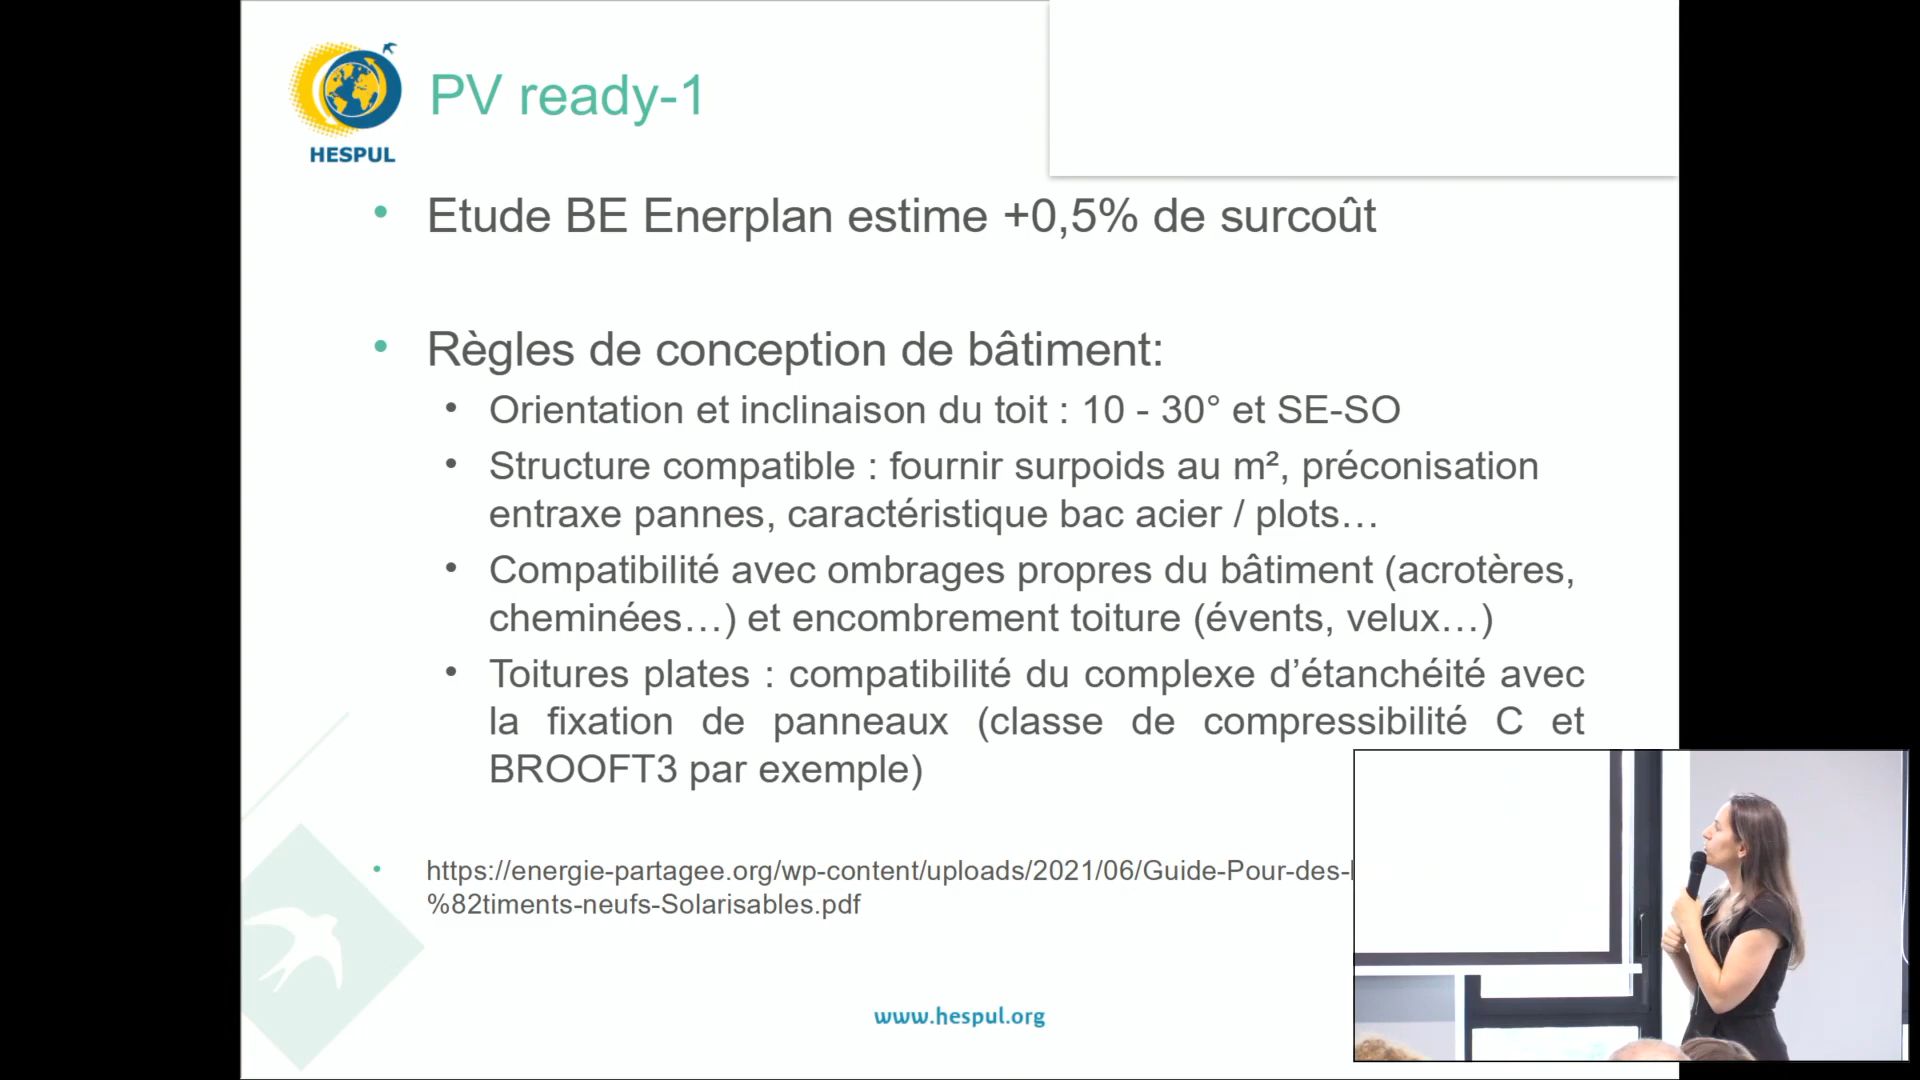 PV ready-1
HESPUL
Etude BE Enerplan estime +0,5% de surcoût
Règles de conception de bâtiment:
Orientation et inclinaison du toit : 10 - 30° et SE-SO
Structure compatible : fournir surpoids au m², préconisation
entraxe pannes, caractéristique bac acier / plots…
Compatibilité avec ombrages propres du bâtiment (acrotères,
cheminées…) et encombrement toiture (évents, velux…)
Toitures plates : compatibilité du complexe d’étanchéité avec
la fixation de panneaux (classe de compressibilité C et
BROOFT3 par exemple)
https://energie-partagee.org/wp-content/uploads/2021/06/Guide-Pour-des-
%82timents-neufs-Solarisables.pdf
www.hespul.org